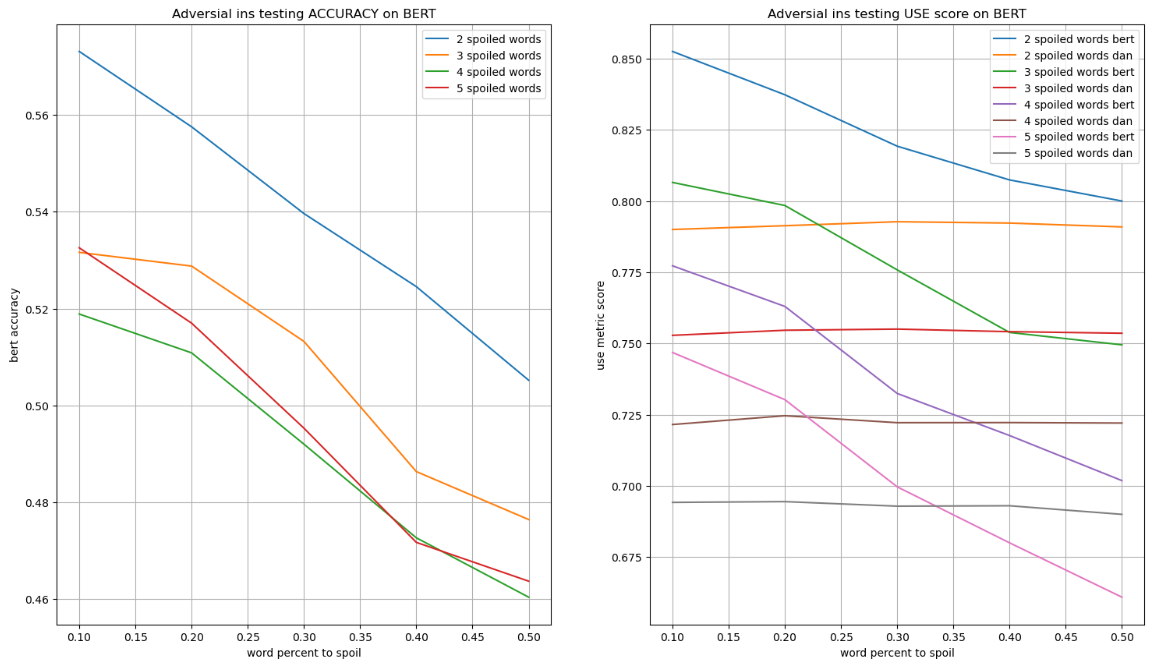 Adversial ins testing ACCURACY on BERT
2 spoiled words
3 spoiled words
4 spoiled words
5 spoiled words
bert accuracy
0.56
0.54
0.52
0.50
0.48
0.46
0.10 0.15 0.20 0.25 0.30 0.35 0.40 0.45 0.50
word percent to spoil
Adversial ins testing USE score on BERT
2 spoiled words bert
2 spoiled words dan
3 spoiled words bert
3 spoiled words dan
4 spoiled words bert
4 spoiled words dan
5 spoiled words bert
5 spoiled words dan
use metric score
0.850
0.825
0.800
0.775
0.750
0.725
0.700
0.675
0.10 0.15 0.20 0.25 0.30 0.35 0.40 0.45 0.50
word percent to spoil